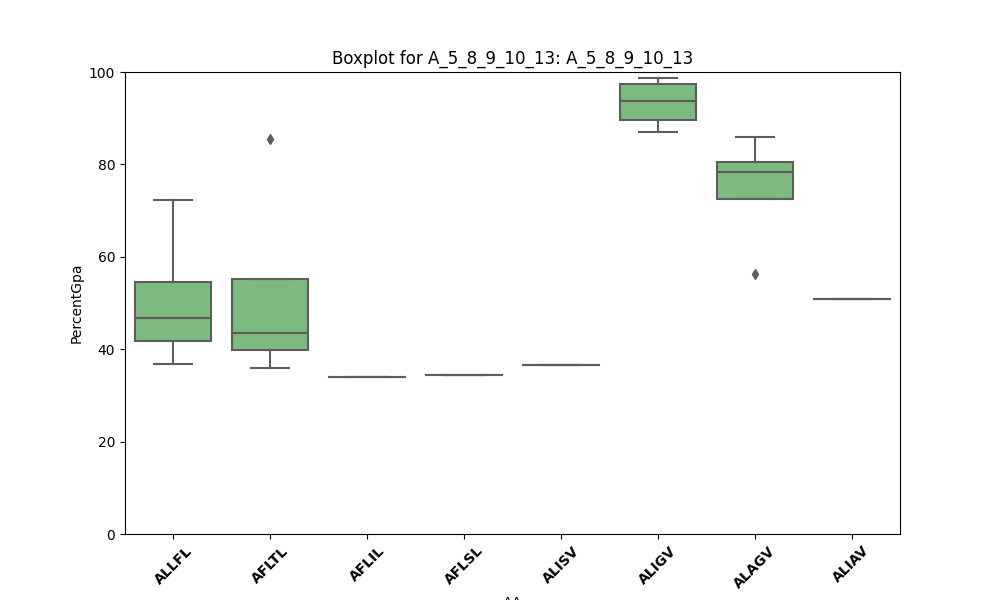 Boxplot for A_5_8_9_10_13: A_5_8_9_10_13
PercentGpa
100
80
60
40
20
0
ALLFL
AFLTL
AFLIL
AFLSL
ALISV
ALIGV
ALAGV
ALIAV